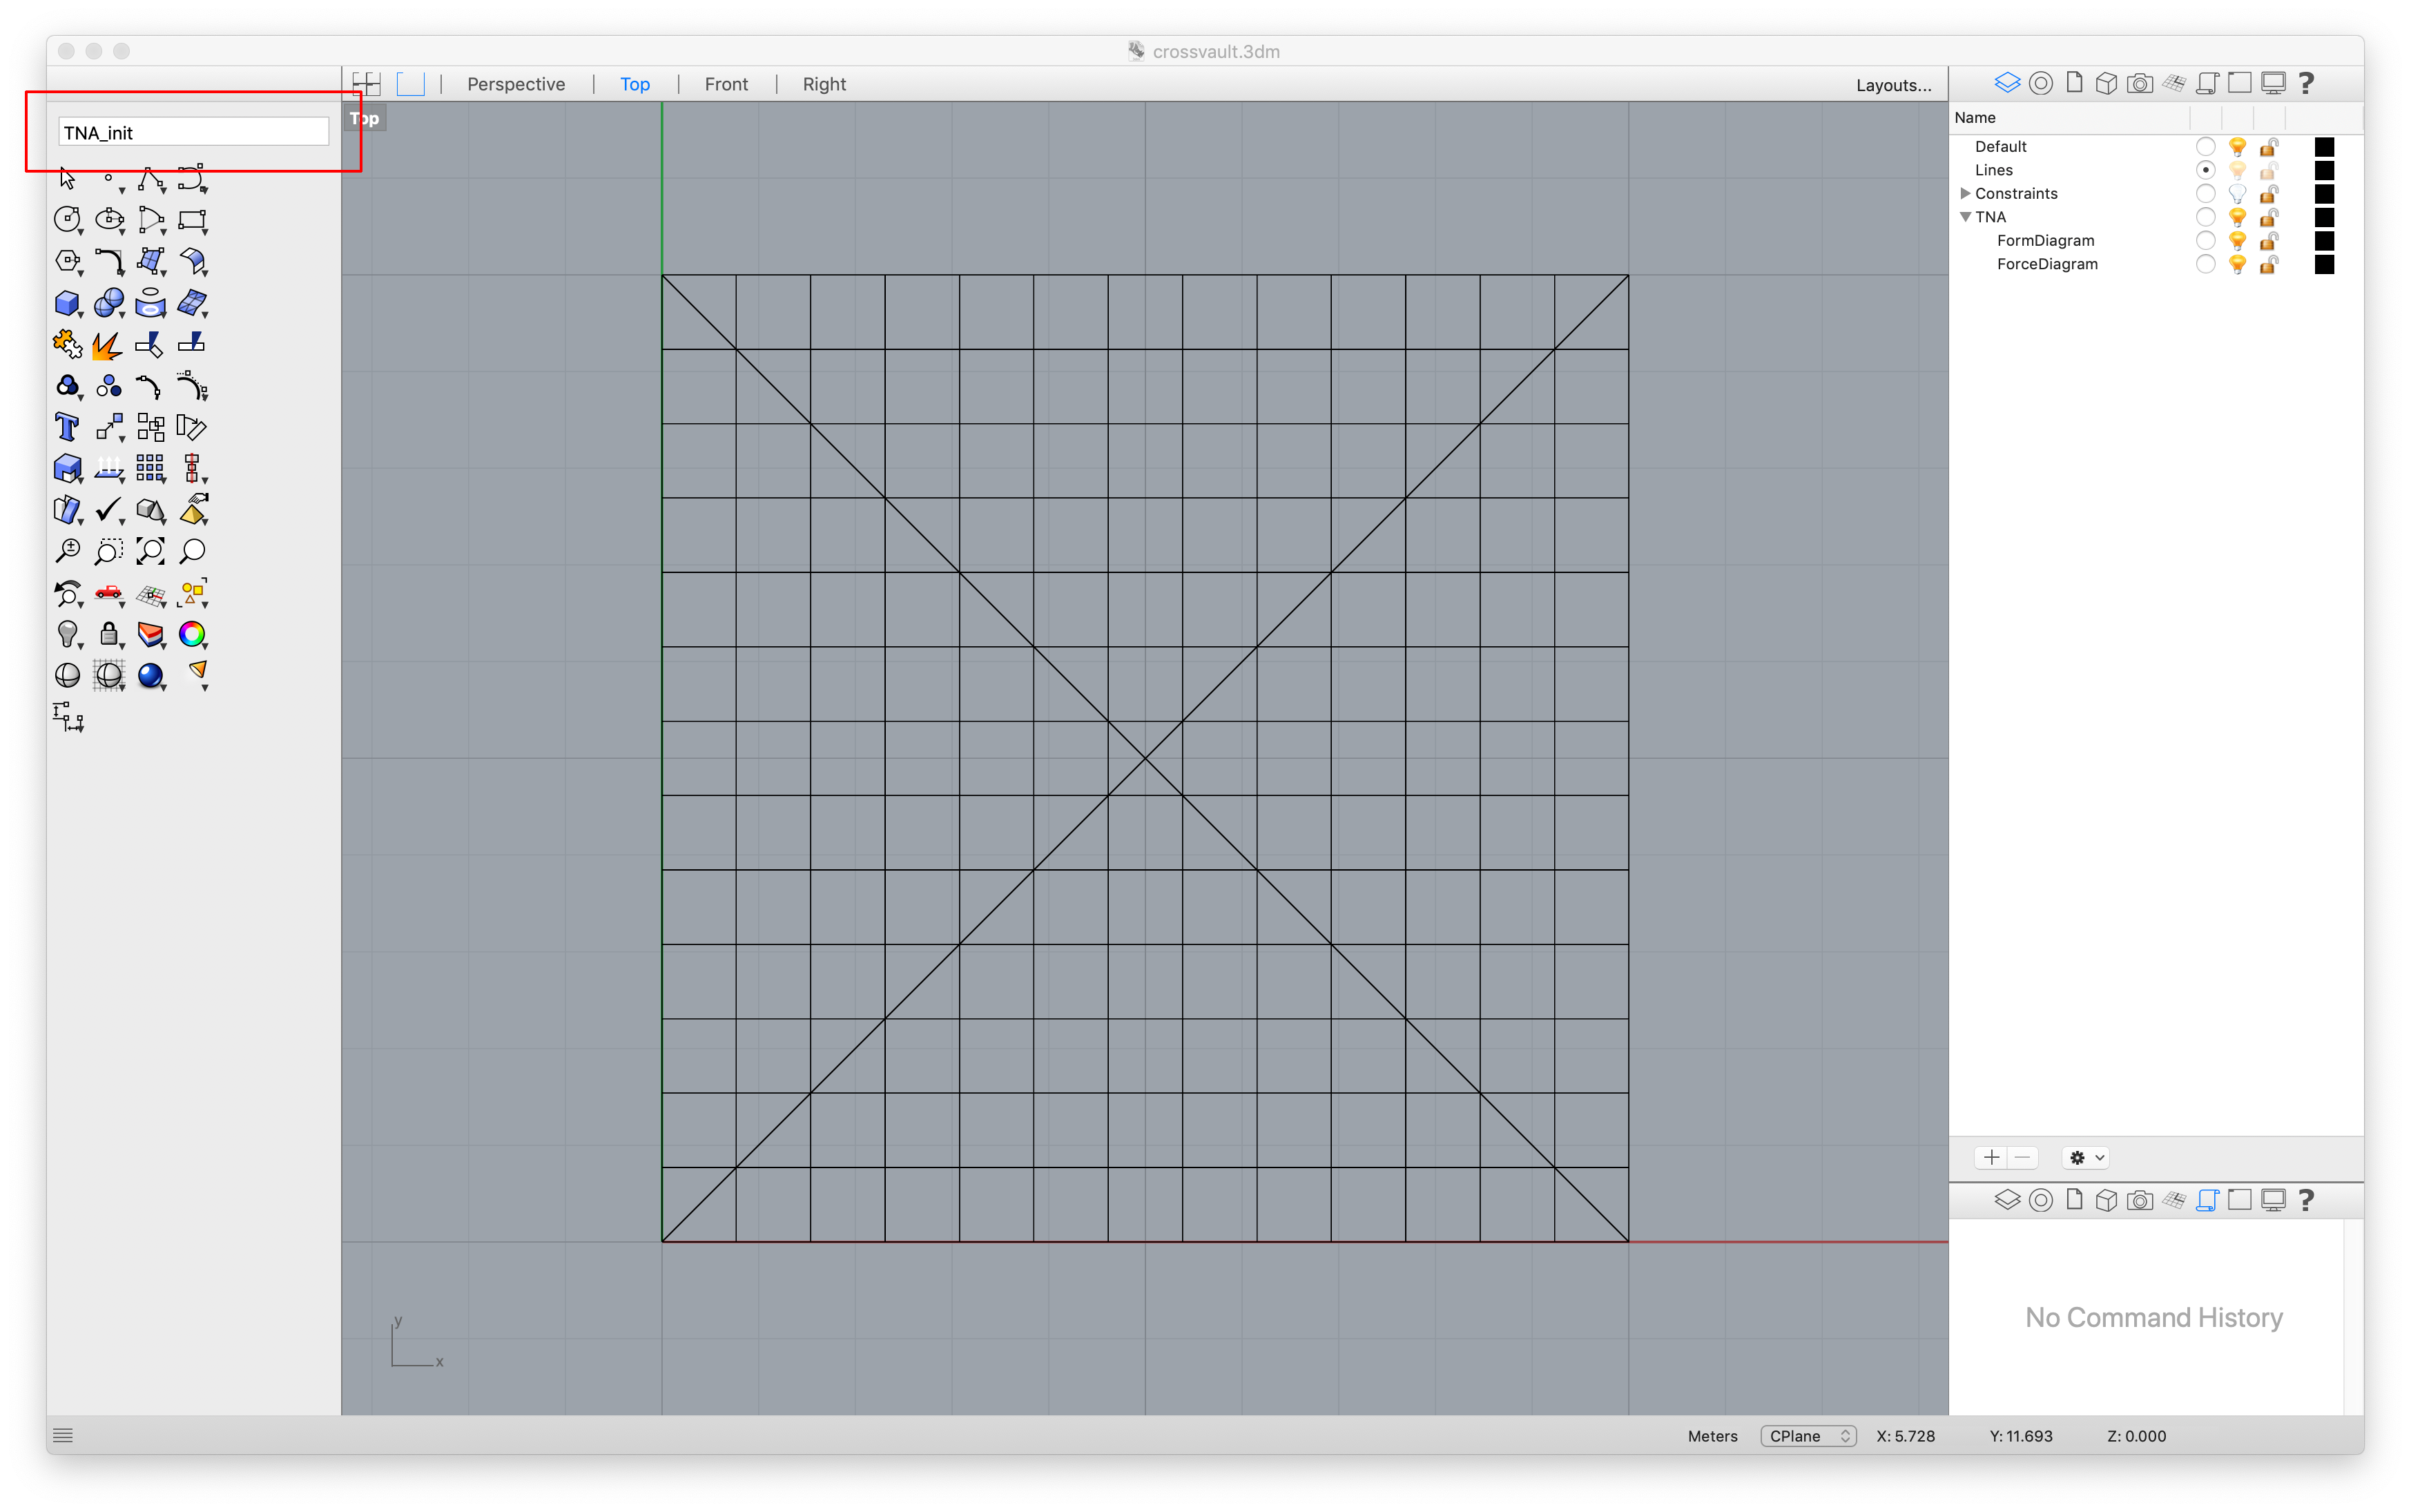 crossvault.3dm
Perspective Top Front Right Layouts...
TNA_init
Top
Name
Default
Lines
Constraints
TNA
FormDiagram
ForceDiagram
No Command History
y
x
Meters CPlane X: 5.728 Y: 11.693 Z: 0.000